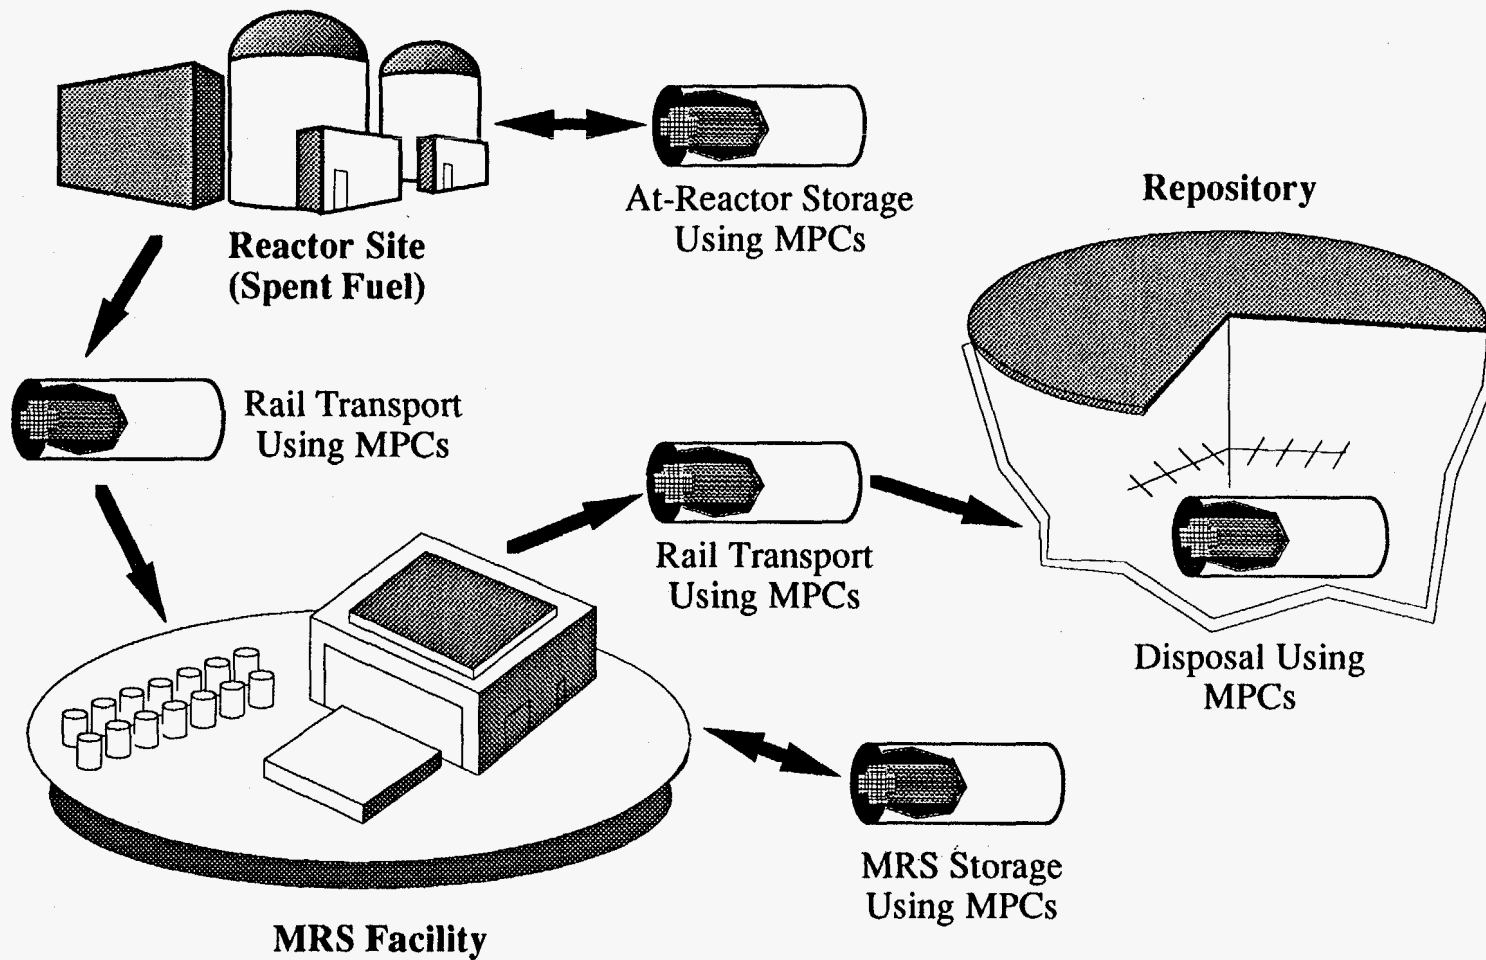 At-Reactor Storage
Using MPCs
Repository
Reactor Site
(Spent Fuel)
Rail Transport
Using MPCs
Rail Transport
Using MPCs
Disposal Using
MPCs
MRS Storage
Using MPCs
MRS Facility